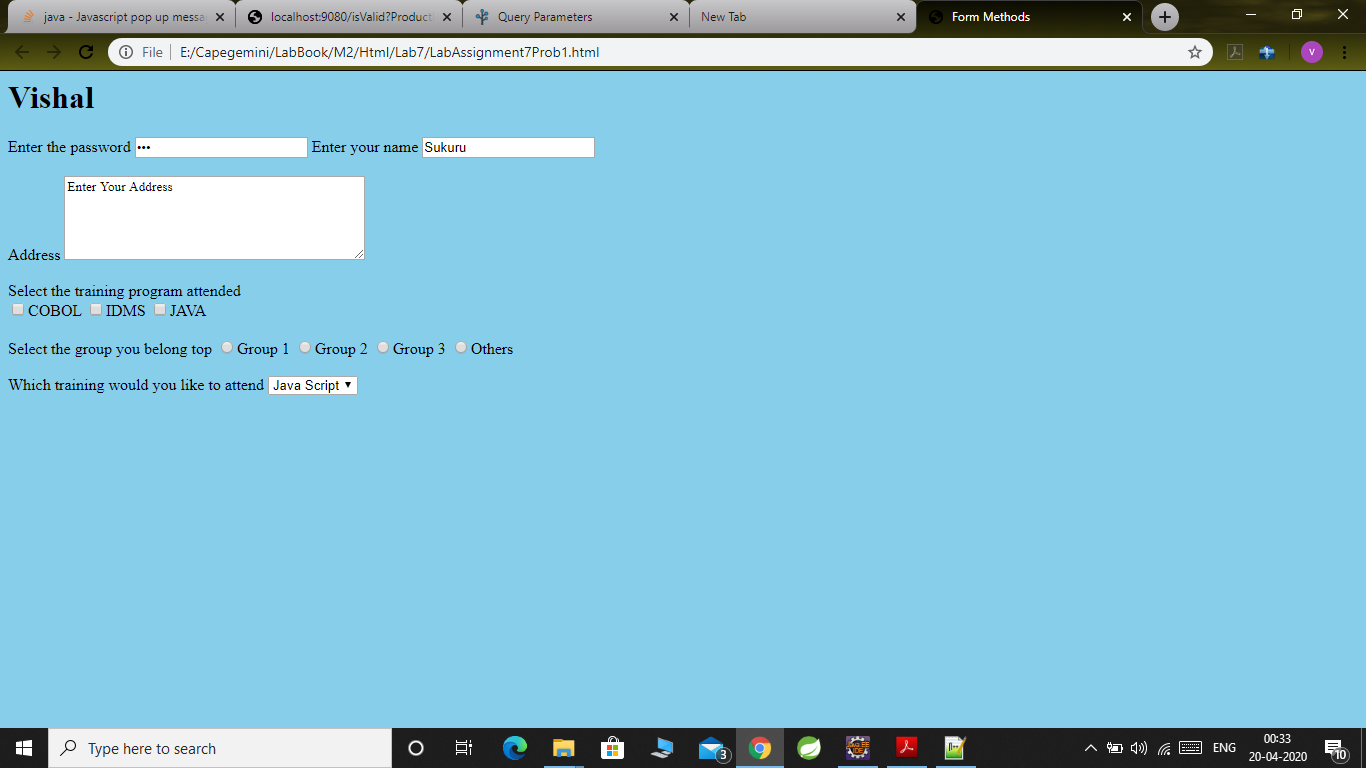 java - Javascript pop up messa
localhost:9080/isValid?Product
Query Parameters
New Tab
Form Methods
File
E:/Capegemini/LabBook/M2/Html/Lab7/LabAssignment7Prob1.html
V
Vishal
Enter the password ••• Enter your name Sukuru
Enter Your Address
Address
Select the training program attended
COBOL IDMS JAVA
Select the group you belong top Group 1 Group 2 Group 3 Others
Which training would you like to attend Java Script
Type here to search
3
ENG
00:33
20-04-2020
10